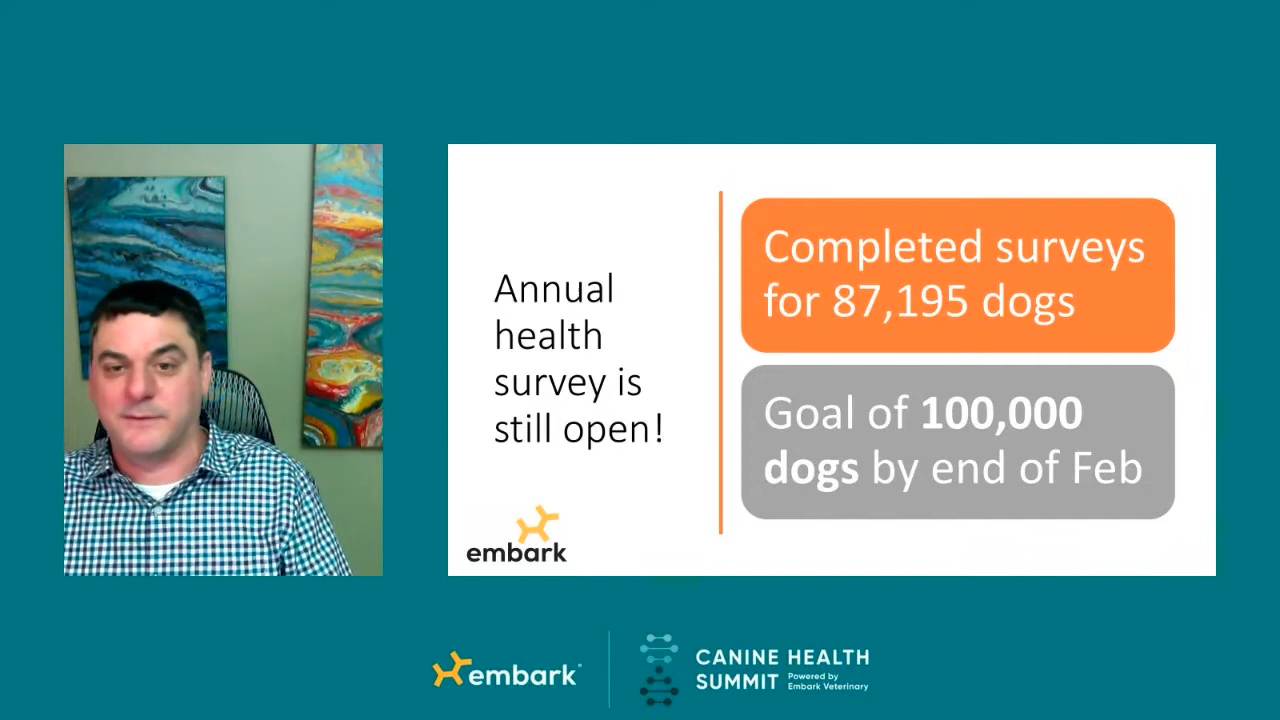 Annual
health
survey is
still open!
Completed surveys
for 87,195 dogs
Goal of 100,000
dogs by end of Feb
embark
embark
CANINE HEALTH
SUMMIT
Powered by
Embark Veterinary